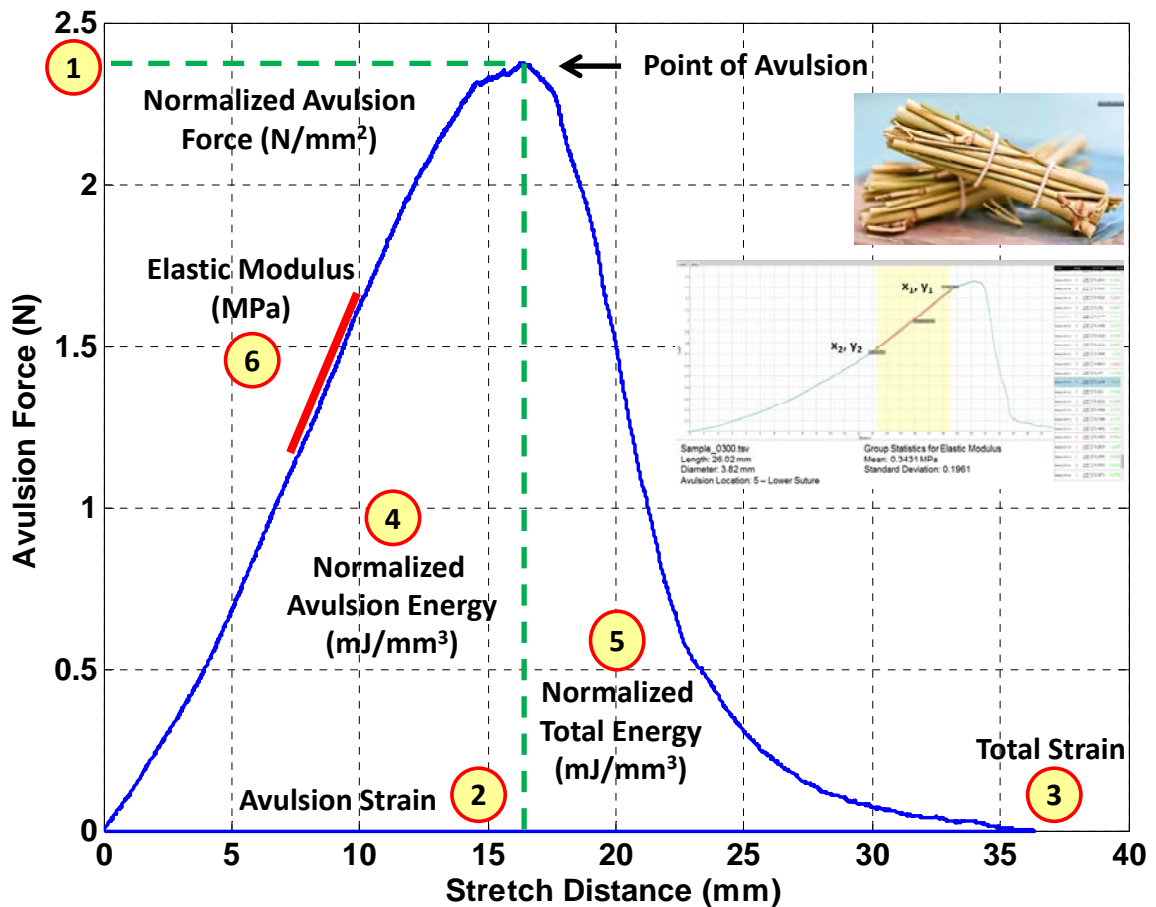 2.5
2
1.5
1
0.5
0
0
5
10
15
20
25
30
35
40
Avulsion Force (N)
Stretch Distance (mm)
1
Normalized Avulsion
Force (N/mm²)
Point of Avulsion
Elastic Modulus
(MPa)
6
4
Normalized
Avulsion Energy
(mJ/mm³)
5
Normalized
Total Energy
(mJ/mm³)
Avulsion Strain
2
Total Strain
3
x₁, y₁
x₂, y₂
Sample_0300.tsv
Length: 26.02 mm
Diameter: 3.82 mm
Avulsion Location: 5 – Lower Suture
Group Statistics for Elastic Modulus
Mean: 0.3431 MPa
Standard Deviation: 0.1961